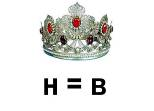 H = B